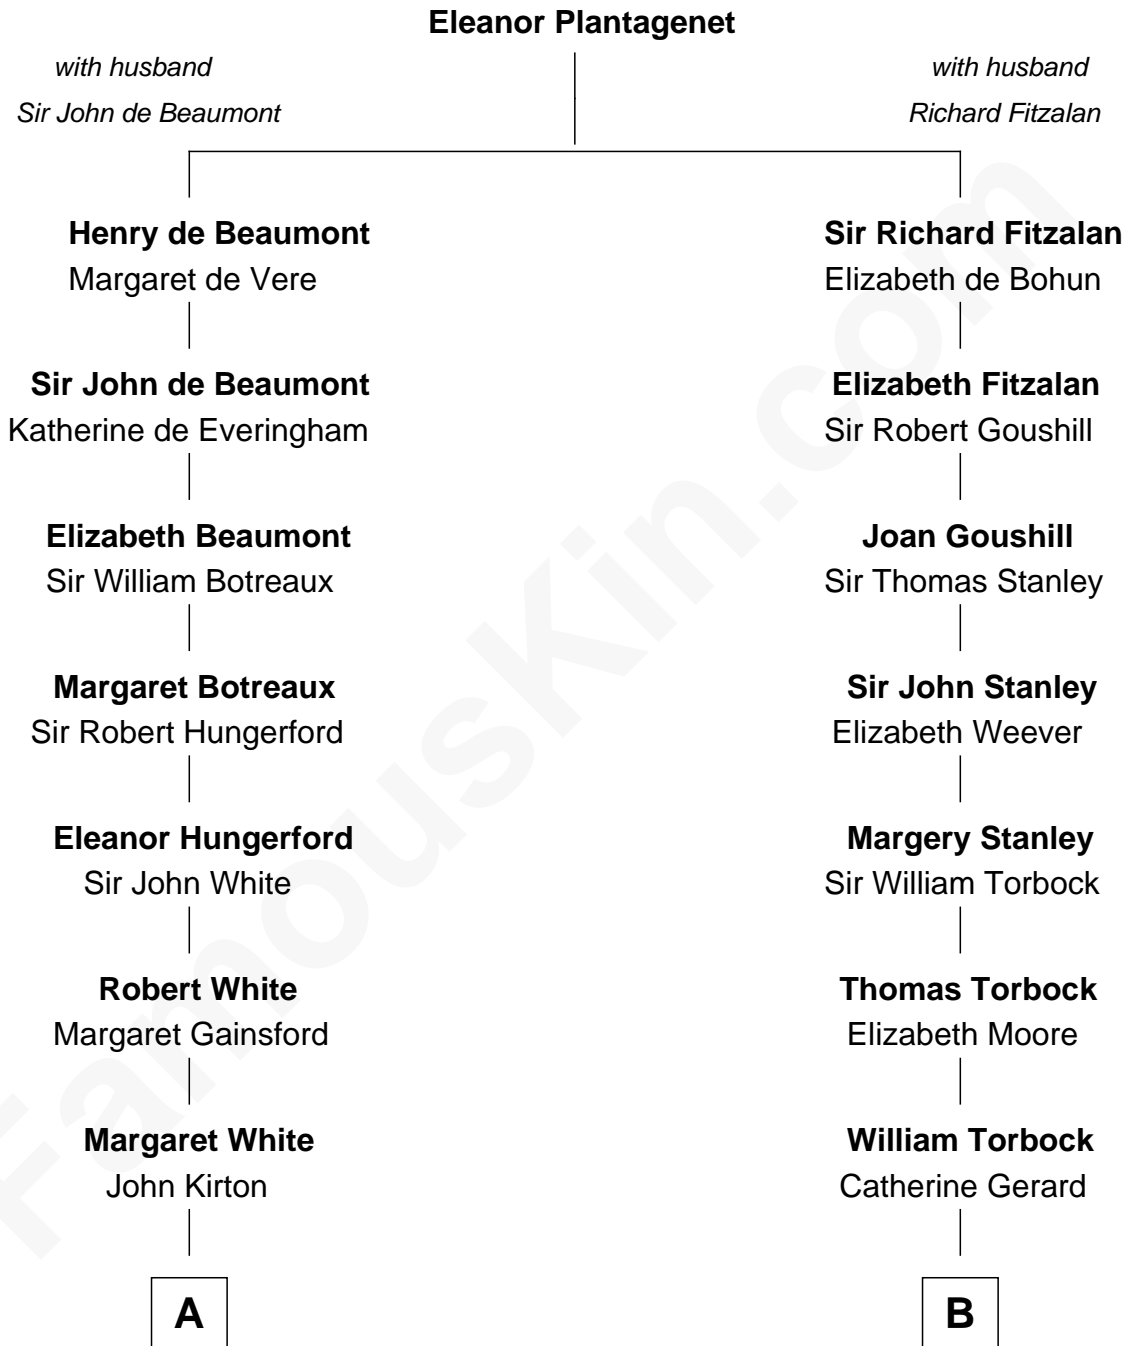 Eleanor Plantagenet
with husband
Sir John de Beaumont
with husband
Richard Fitzalan
Henry de Beaumont
Margaret de Vere
Sir John de Beaumont
Katherine de Everingham
Elizabeth Beaumont
Sir William Botreaux
Margaret Botreaux
Sir Robert Hungerford
Eleanor Hungerford
Sir John White
Robert White
Margaret Gainsford
Margaret White
John Kirton
A
Sir Richard Fitzalan
Elizabeth de Bohun
Elizabeth Fitzalan
Sir Robert Goushill
Joan Goushill
Sir Thomas Stanley
Sir John Stanley
Elizabeth Weever
Margery Stanley
Sir William Torbock
Thomas Torbock
Elizabeth Moore
William Torbock
Catherine Gerard
B
FamousKin.com